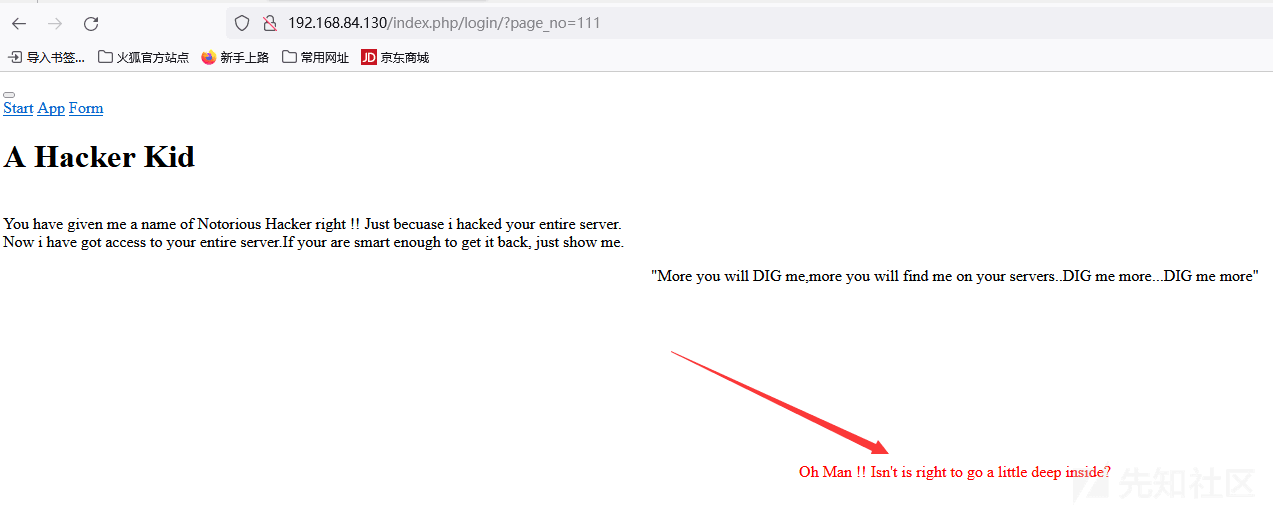 192.168.84.130/index.php/login/?page_no=111
导入书签... 火狐官方站点 新手上路 常用网址 JD 京东商城
Start App Form
A Hacker Kid
You have given me a name of Notorious Hacker right !! Just becuase i hacked your entire server.
Now i have got access to your entire server.If your are smart enough to get it back, just show me.
"More you will DIG me,more you will find me on your servers..DIG me more...DIG me more"
Oh Man !! Isn't is right to go a little deep inside?
先知社区